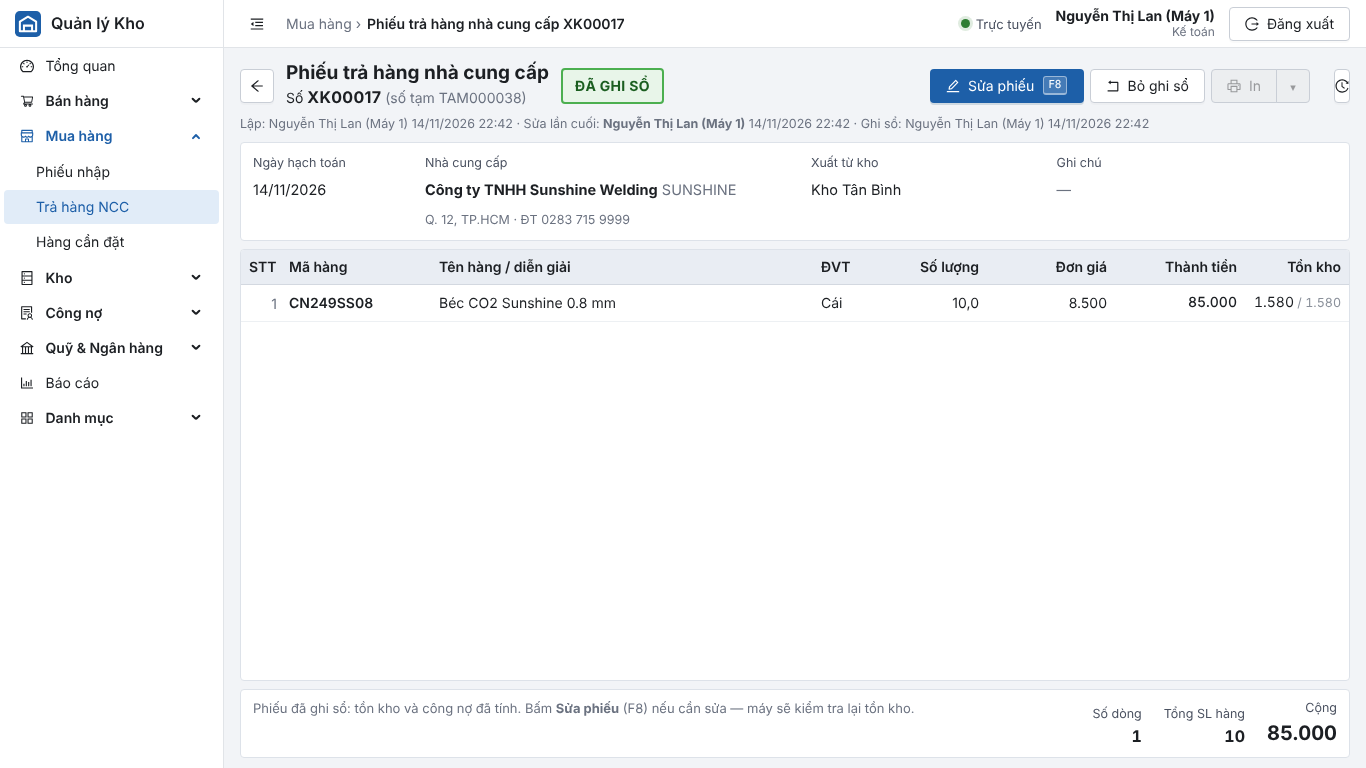 Quản lý Kho
Mua hàng › Phiếu trả hàng nhà cung cấp XK00017
Trực tuyến
Nguyễn Thị Lan (Máy 1)
Kế toán
Đăng xuất
Tổng quan
Bán hàng
Mua hàng
Phiếu nhập
Trả hàng NCC
Hàng cần đặt
Kho
Công nợ
Quỹ & Ngân hàng
Báo cáo
Danh mục
Phiếu trả hàng nhà cung cấp
Số XK00017 (số tạm TAM000038)
ĐÃ GHI SỔ
Sửa phiếu F8
Bỏ ghi sổ
In
Lập: Nguyễn Thị Lan (Máy 1) 14/11/2026 22:42 · Sửa lần cuối: Nguyễn Thị Lan (Máy 1) 14/11/2026 22:42 · Ghi sổ: Nguyễn Thị Lan (Máy 1) 14/11/2026 22:42
Ngày hạch toán Nhà cung cấp Xuất từ kho Ghi chú
14/11/2026 Công ty TNHH Sunshine Welding SUNSHINE Kho Tân Bình —
Q. 12, TP.HCM · ĐT 0283 715 9999
STT Mã hàng Tên hàng / diễn giải ĐVT Số lượng Đơn giá Thành tiền Tồn kho
1 CN249SS08 Béc CO2 Sunshine 0.8 mm Cái 10,0 8.500 85.000 1.580 / 1.580
Phiếu đã ghi sổ: tồn kho và công nợ đã tính. Bấm Sửa phiếu (F8) nếu cần sửa — máy sẽ kiểm tra lại tồn kho.
Số dòng Tổng SL hàng Cộng
1 10 85.000